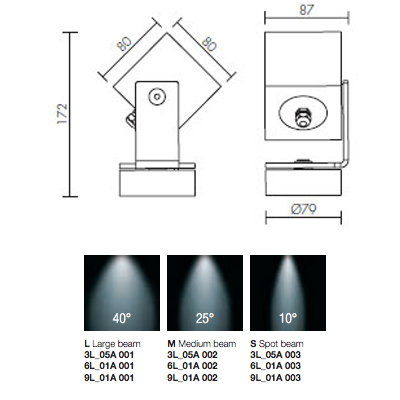 80
80
172
87
Ø79
40°
25°
10°
L Large beam
3L_05A 001
6L_01A 001
9L_01A 001
M Medium beam
3L_05A 002
6L_01A 002
9L_01A 002
S Spot beam
3L_05A 003
6L_01A 003
9L_01A 003